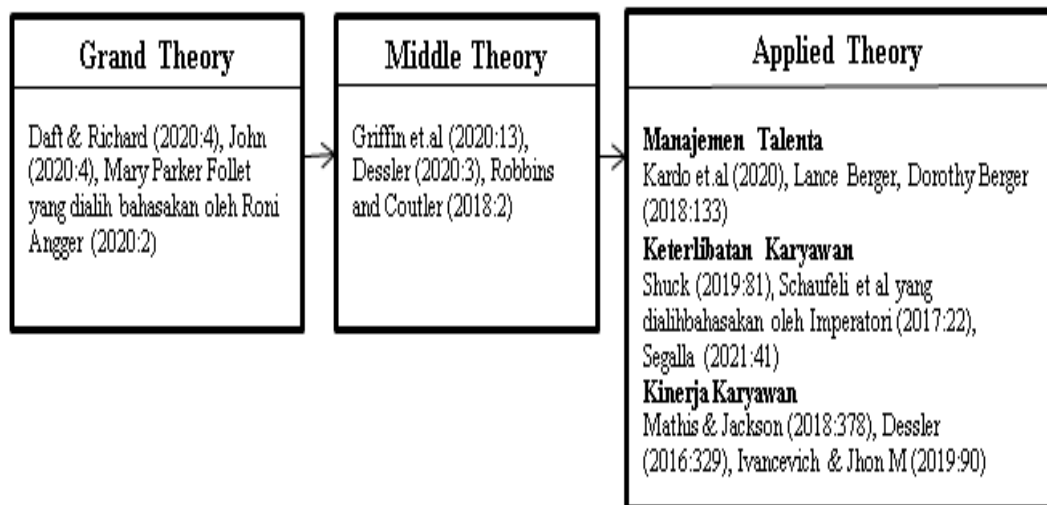 Grand Theory
Daft & Richard (2020:4), John
(2020:4), Mary Parker Follet
yang dialih bahasakan oleh Roni
Angger (2020:2)
Middle Theory
Griffin et.al (2020:13),
Dessler (2020:3), Robbins
and Coutler (2018:2)
Applied Theory
Manajemen Talenta
Kardo et.al (2020), Lance Berger, Dorothy Berger
(2018:133)
Keterlibatan Karyawan
Shuck (2019:81), Schaufeli et al yang
dialihbahasakan oleh Imperatori (2017:22),
Segalla (2021:41)
Kinerja Karyawan
Mathis & Jackson (2018:378), Dessler
(2016:329), Ivancevich & Jhon M (2019:90)